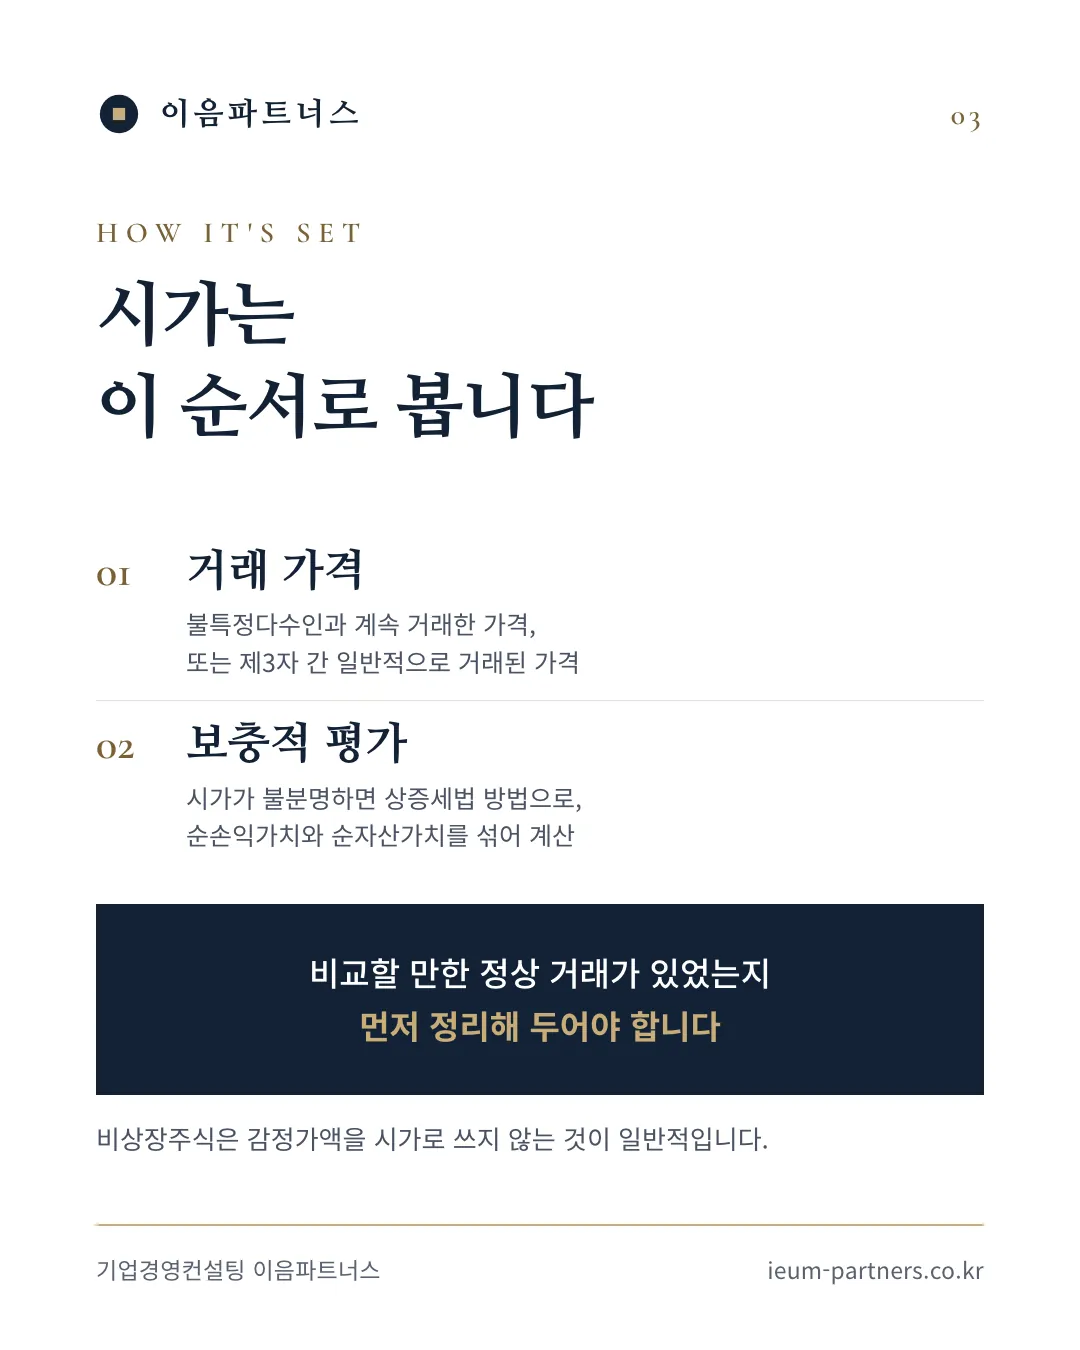 이음파트너스
03
HOW IT'S SET
시가는
이 순서로 봅니다
01
거래 가격
불특정다수인과 계속 거래한 가격,
또는 제3자 간 일반적으로 거래된 가격
02
보충적 평가
시가가 불분명하면 상증세법 방법으로,
순손익가치와 순자산가치를 섞어 계산
비교할 만한 정상 거래가 있었는지
먼저 정리해 두어야 합니다
비상장주식은 감정가액을 시가로 쓰지 않는 것이 일반적입니다.
기업경영컨설팅 이음파트너스
ieum-partners.co.kr